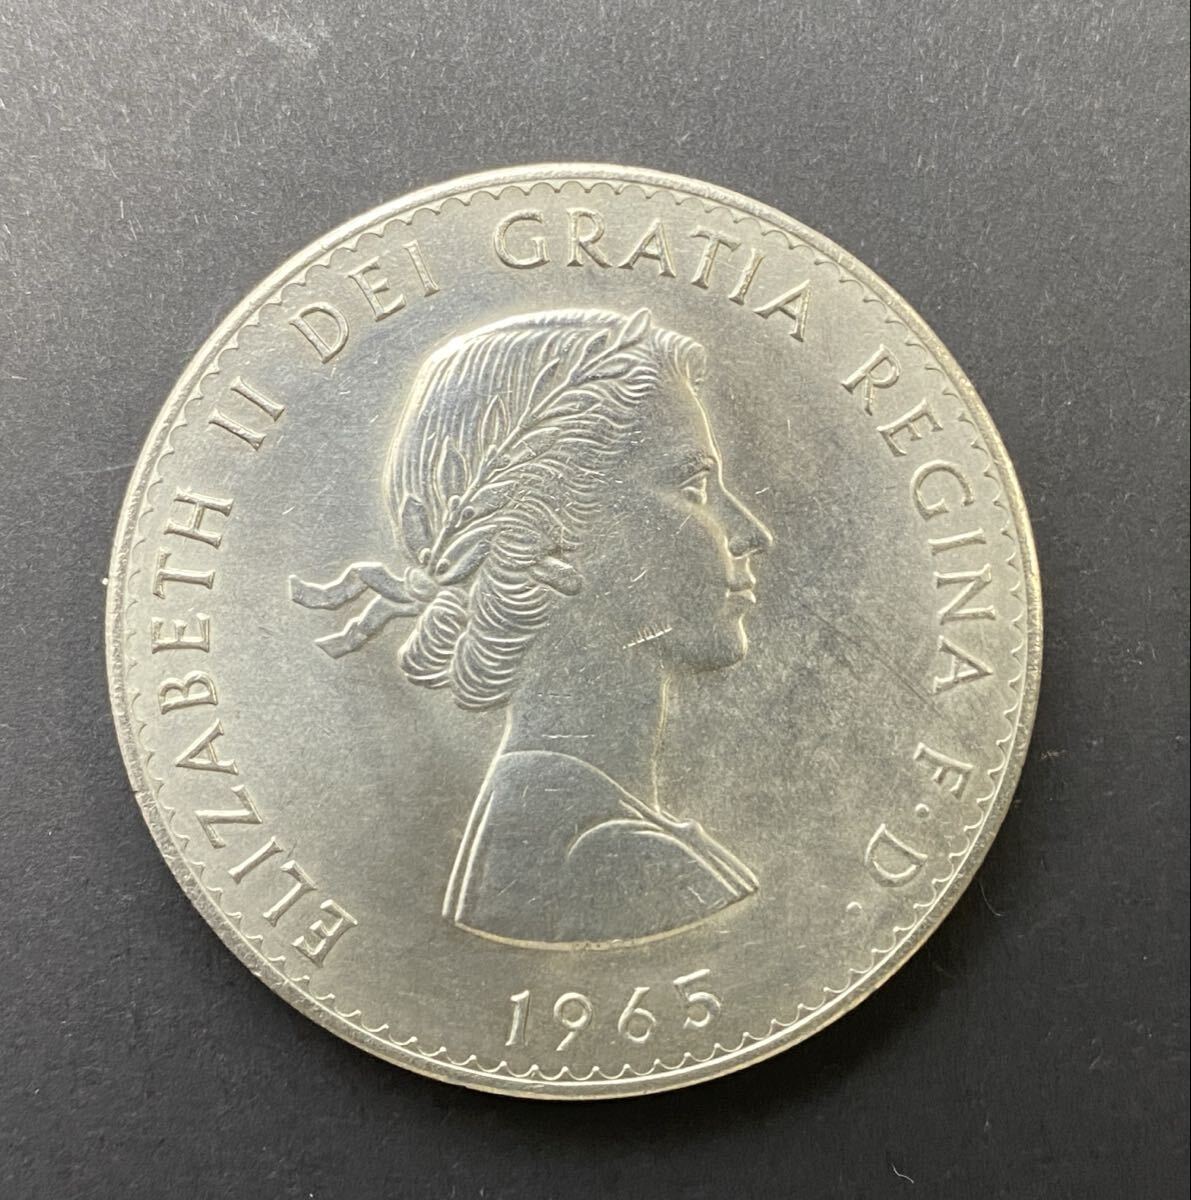 ELIZABETH II DEI GRATIA REGINA F. D.
1965